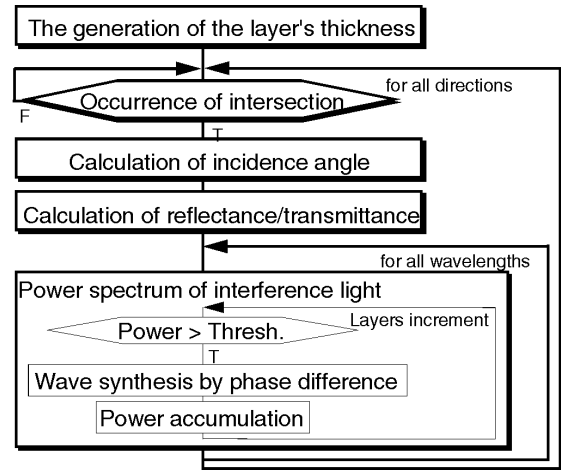 The generation of the layer's thickness
for all directions
Occurrence of intersection
F
T
Calculation of incidence angle
Calculation of reflectance/transmittance
for all wavelengths
Power spectrum of interference light
Layers increment
Power > Thresh.
T
Wave synthesis by phase difference
Power accumulation